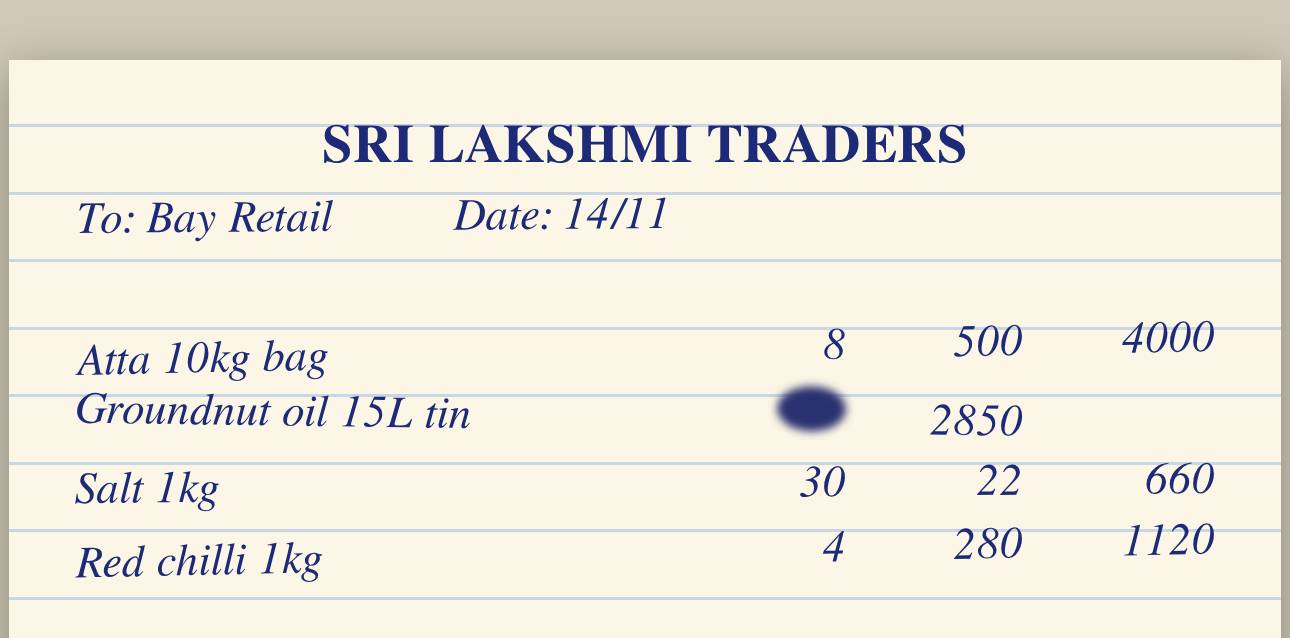 SRI LAKSHMI TRADERS
To: Bay Retail Date: 14/11
Atta 10kg bag 8 500 4000
Groundnut oil 15L tin 2850
Salt 1kg 30 22 660
Red chilli 1kg 4 280 1120